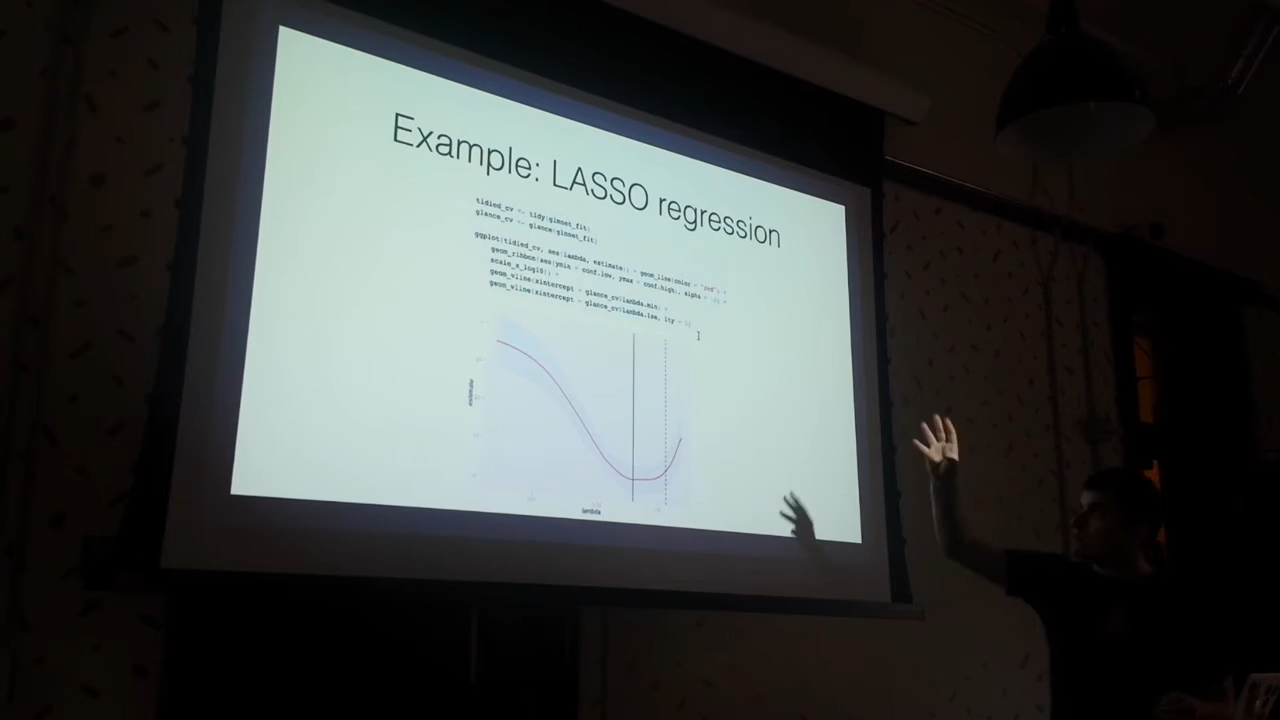 Example: LASSO regression
tidied_cv <- tidy(glmnet_fit)
glance_cv <- glance(glmnet_fit)
ggplot(tidied_cv, aes(lambda, estimate)) + geom_line(color = "red") +
geom_ribbon(aes(ymin = conf.low, ymax = conf.high), alpha = .2) +
scale_x_log10() +
geom_vline(xintercept = glance_cv$lambda.min) +
geom_vline(xintercept = glance_cv$lambda.1se, lty = 2)
estimate
lambda